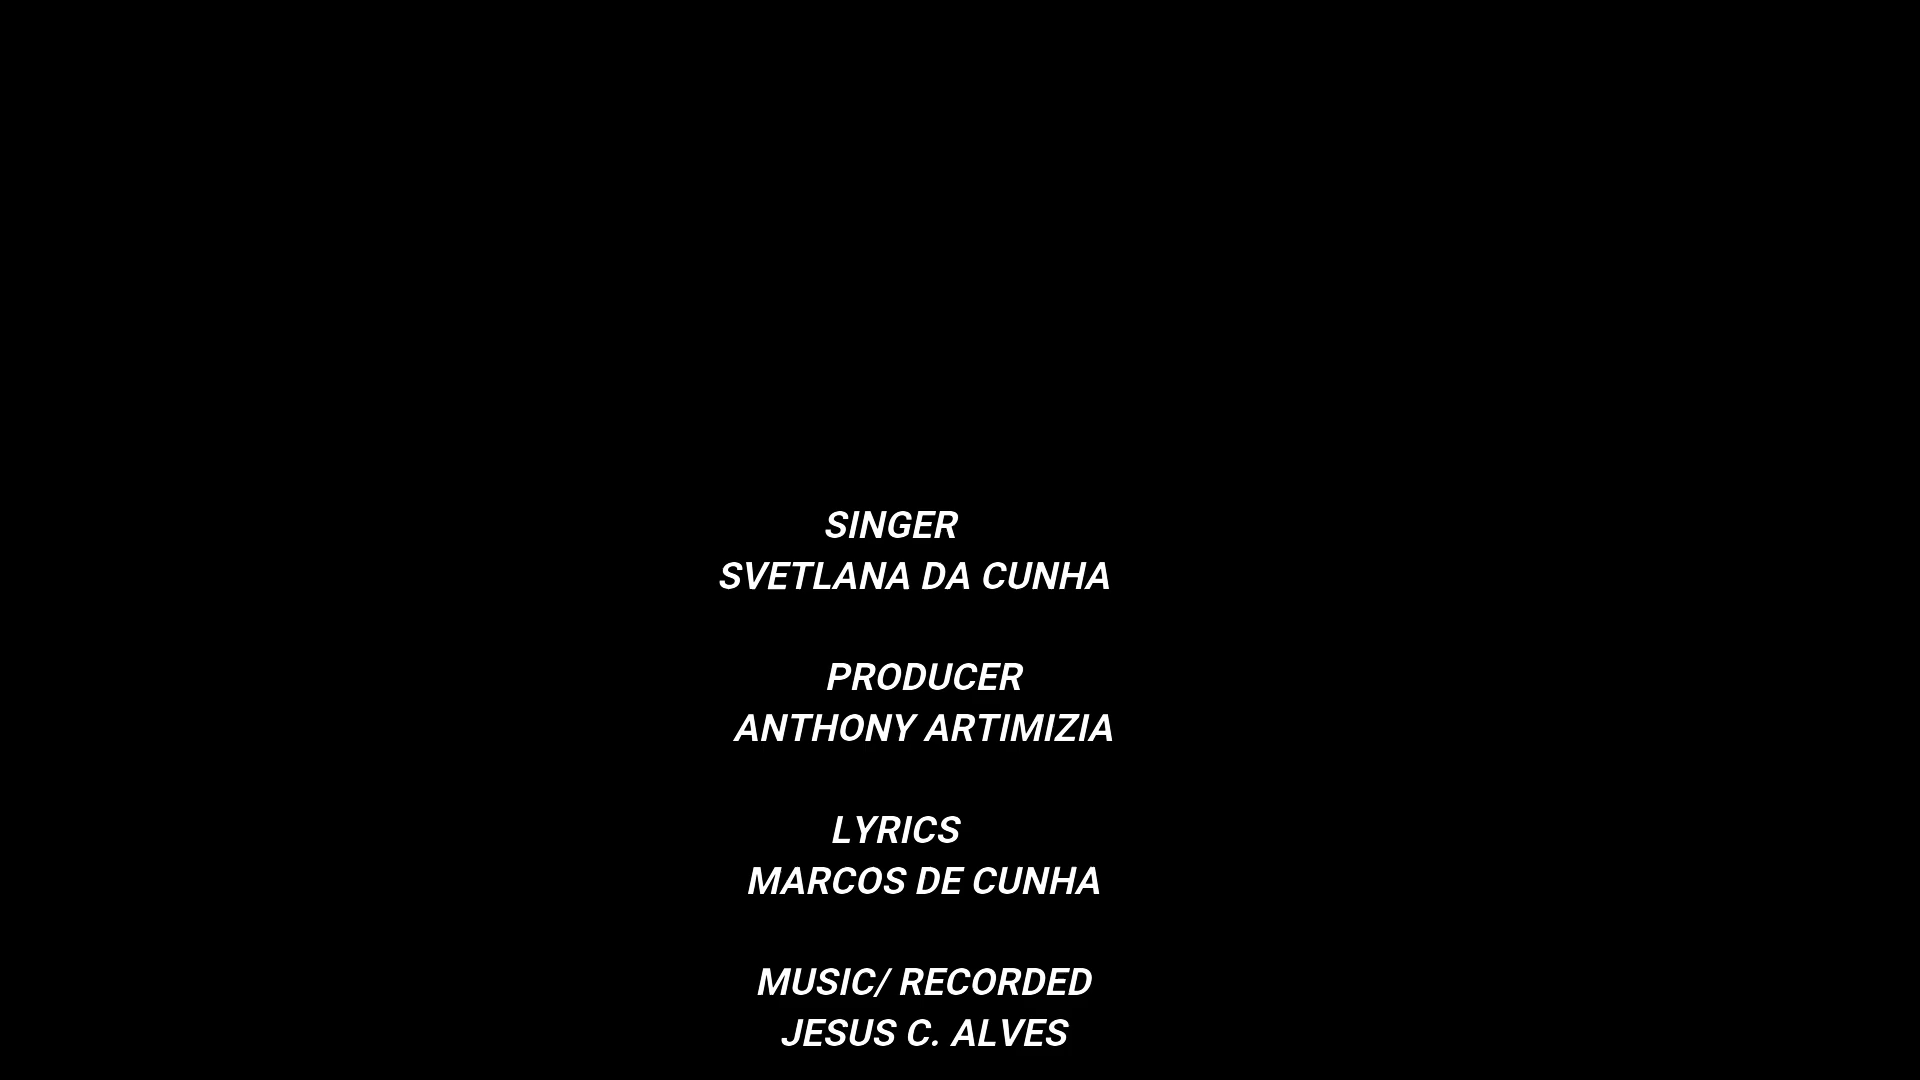 SINGER
SVETLANA DA CUNHA
PRODUCER
ANTHONY ARTIMIZIA
LYRICS
MARCOS DE CUNHA
MUSIC/ RECORDED
JESUS C. ALVES